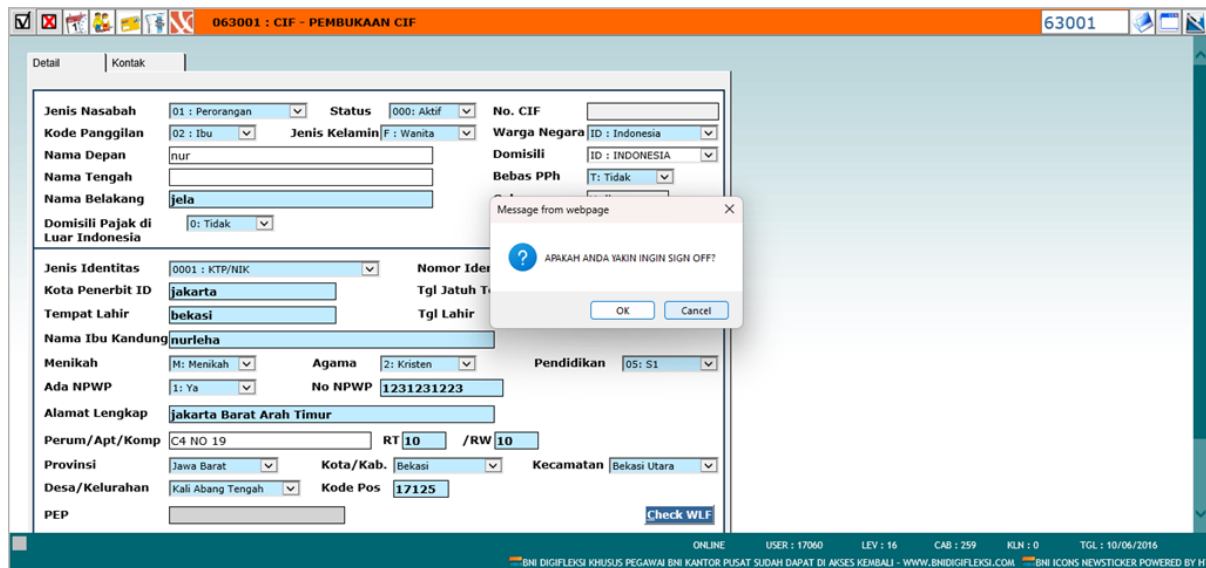 063001 : CIF - PEMBUKAAN CIF 63001
Detail Kontak
Jenis Nasabah 01 : Perorangan Status 000: Aktif No. CIF
Kode Panggilan 02 : Ibu Jenis Kelamin F : Wanita Warga Negara ID : Indonesia
Nama Depan nur Domisili ID : INDONESIA
Nama Tengah Bebas PPh T: Tidak
Nama Belakang jela
Message from webpage
Domisili Pajak di 0: Tidak
Luar Indonesia
APAKAH ANDA YAKIN INGIN SIGN OFF?
OK Cancel
Jenis Identitas 0001 : KTP/NIK Nomor Iden
Kota Penerbit ID jakarta Tgl Jatuh T
Tempat Lahir bekasi Tgl Lahir
Nama Ibu Kandung nurleha
Menikah M: Menikah Agama 2: Kristen Pendidikan 05: S1
Ada NPWP 1: Ya No NPWP 1231231223
Alamat Lengkap jakarta Barat Arah Timur
Perum/Apt/Komp C4 NO 19 RT 10 /RW 10
Provinsi Jawa Barat Kota/Kab. Bekasi Kecamatan Bekasi Utara
Desa/Kelurahan Kali Abang Tengah Kode Pos 17125
PEP Check WLF
ONLINE USER : 17060 LEV : 16 CAB : 259 KLN : 0 TGL : 10/06/2016
BNI DIGIFLEKSI KHUSUS PEGAWAI BNI KANTOR PUSAT SUDAH DAPAT DI AKSES KEMBALI - WWW.BNIDIGIFLEKSI.COM BNI ICONS NEWSTICKER POWERED BY H